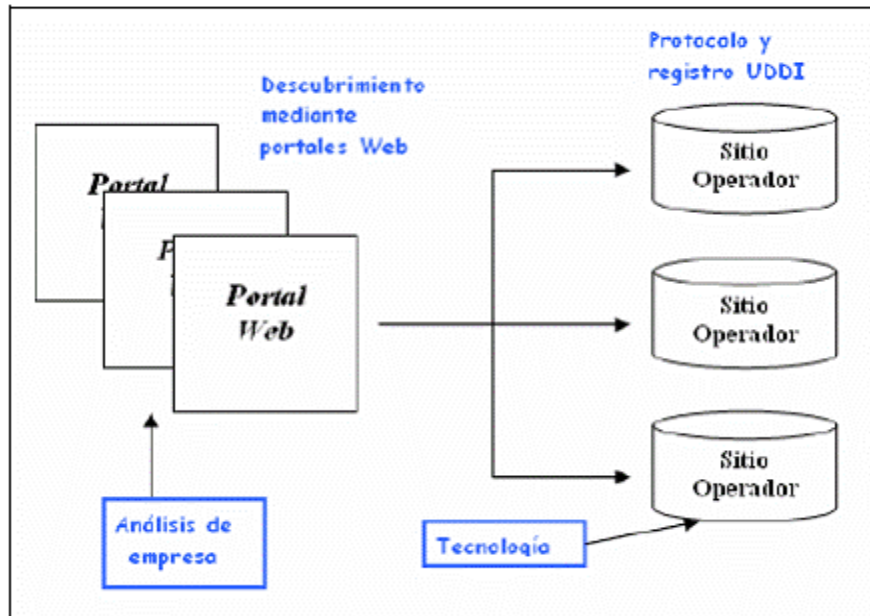 Protocolo y
registro UDDI
Descubrimiento
mediante
portales Web
Portal
P
Portal
Web
Sitio
Operador
Sitio
Operador
Sitio
Operador
Análisis de
empresa
Tecnología